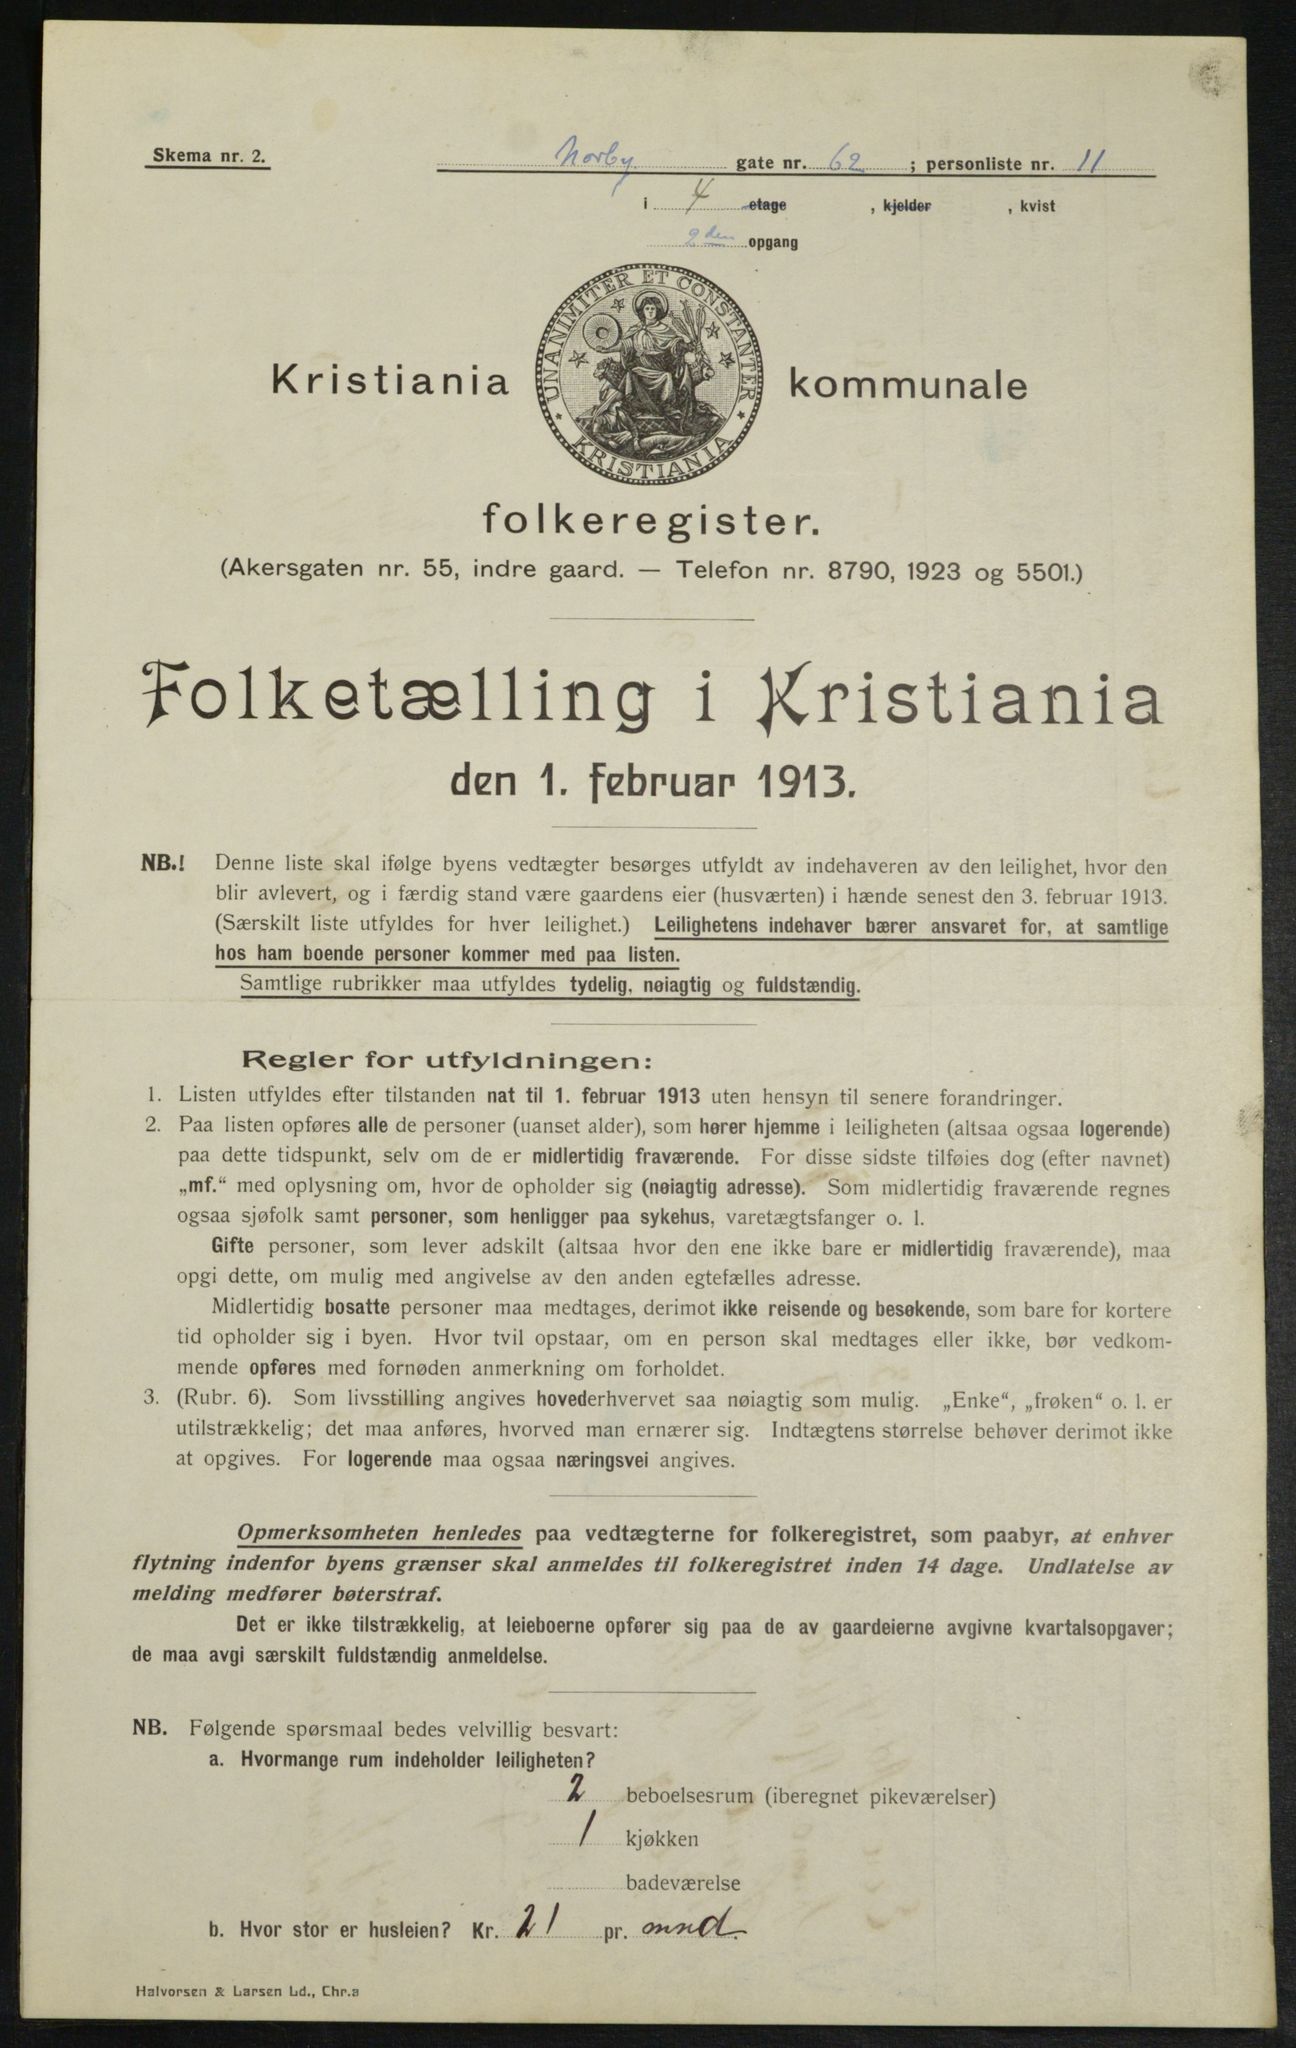 Skema nr. 2.
Norby gate nr. 62 ; personliste nr. 11
i 4 etage , kjelder , kvist
2den opgang
UNANIMITER ET CONSTANTER
KRISTIANIA
Kristiania kommunale
folkeregister.
(Akersgaten nr. 55, indre gaard. — Telefon nr. 8790, 1923 og 5501.)
Folketælling i Kristiania
den 1. februar 1913.
NB.! Denne liste skal ifølge byens vedtægter besørges utfyldt av indehaveren av den leilighet, hvor den
blir avlevert, og i færdig stand være gaardens eier (husværten) i hænde senest den 3. februar 1913.
(Særskilt liste utfyldes for hver leilighet.) Leilighetens indehaver bærer ansvaret for, at samtlige
hos ham boende personer kommer med paa listen.
Samtlige rubrikker maa utfyldes tydelig, nøiagtig og fuldstændig.
Regler for utfyldningen:
1. Listen utfyldes efter tilstanden nat til 1. februar 1913 uten hensyn til senere forandringer.
2. Paa listen opføres alle de personer (uanset alder), som hører hjemme i leiligheten (altsaa ogsaa logerende)
paa dette tidspunkt, selv om de er midlertidig fraværende. For disse sidste tilføies dog (efter navnet)
„mf.“ med oplysning om, hvor de opholder sig (nøiagtig adresse). Som midlertidig fraværende regnes
ogsaa sjøfolk samt personer, som henligger paa sykehus, varetægtsfanger o. l.
Gifte personer, som lever adskilt (altsaa hvor den ene ikke bare er midlertidig fraværende), maa
opgi dette, om mulig med angivelse av den anden egtefælles adresse.
Midlertidig bosatte personer maa medtages, derimot ikke reisende og besøkende, som bare for kortere
tid opholder sig i byen. Hvor tvil opstaar, om en person skal medtages eller ikke, bør vedkom-
mende opføres med fornøden anmerkning om forholdet.
3. (Rubr. 6). Som livsstilling angives hovederhvervet saa nøiagtig som mulig. „Enke“, „frøken“ o. l. er
utilstrækkelig; det maa anføres, hvorved man ernærer sig. Indtægtens størrelse behøver derimot ikke
at opgives. For logerende maa ogsaa næringsvei angives.
Opmerksomheten henledes paa vedtægterne for folkeregistret, som paabyr, at enhver
flytning indenfor byens grænser skal anmeldes til folkeregistret inden 14 dage. Undlatelse av
melding medfører bøterstraf.
Det er ikke tilstrækkelig, at leieboerne opfører sig paa de av gaardeierne avgivne kvartalsopgaver;
de maa avgi særskilt fuldstændig anmeldelse.
NB. Følgende spørsmaal bedes velvillig besvart:
a. Hvormange rum indeholder leiligheten?
2 beboelsesrum (iberegnet pikeværelser)
1 kjøkken
badeværelse
b. Hvor stor er husleien? Kr. 21 pr. mnd.
Halvorsen & Larsen Ld., Chr.a